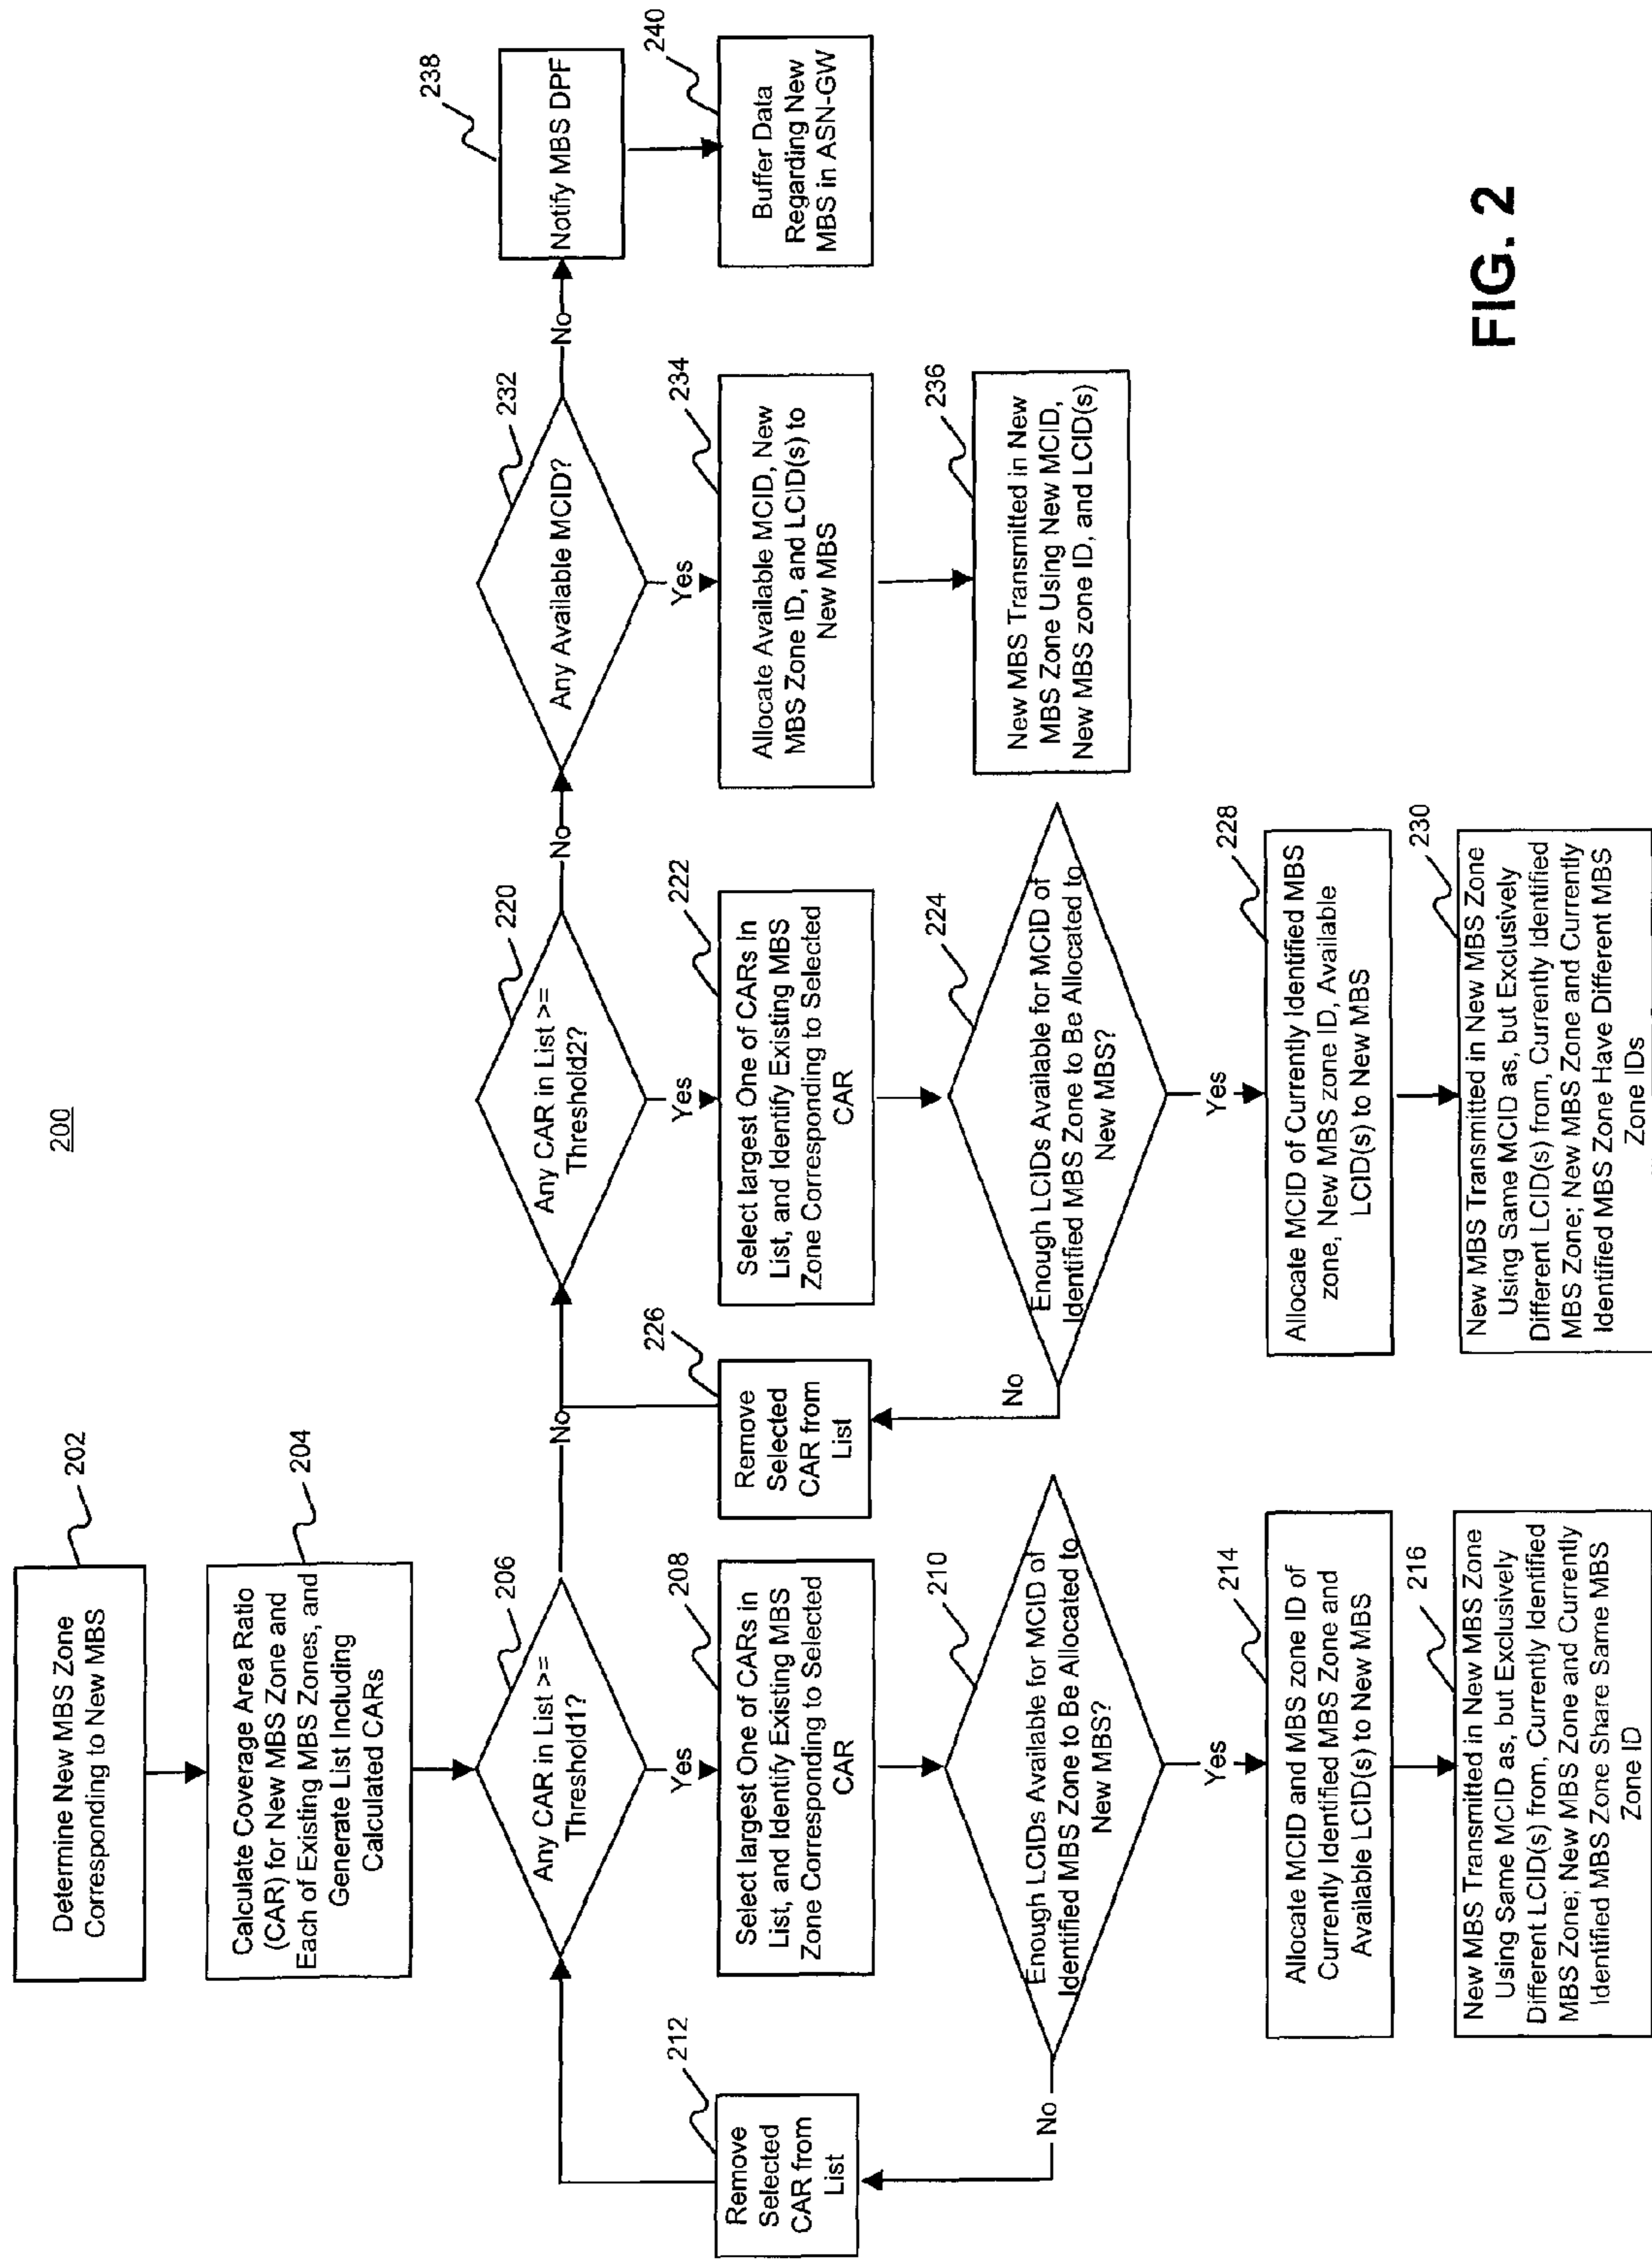 200
Determine New MBS Zone
Corresponding to New MBS
202
Calculate Coverage Area Ratio
(CAR) for New MBS Zone and
Each of Existing MBS Zones, and
Generate List Including
Calculated CARs
204
Any CAR in List >=
Threshold1?
206
No
Yes
Select largest One of CARs in
List, and Identify Existing MBS
Zone Corresponding to Selected
CAR
208
Enough LCIDs Available for MCID of
Identified MBS Zone to Be Allocated to
New MBS?
210
No
Remove
Selected
CAR from
List
212
Yes
Allocate MCID and MBS zone ID of
Currently Identified MBS Zone and
Available LCID(s) to New MBS
214
New MBS Transmitted in New MBS Zone
Using Same MCID as, but Exclusively
Different LCID(s) from, Currently Identified
MBS Zone; New MBS Zone and Currently
Identified MBS Zone Share Same MBS
Zone ID
216
Any CAR in List >=
Threshold2?
220
No
Yes
Select largest One of CARs In
List, and Identify Existing MBS
Zone Corresponding to Selected
CAR
222
Enough LCIDs Available for MCID of
Identified MBS Zone to Be Allocated to
New MBS?
224
No
Remove
Selected
CAR from
List
226
Yes
Allocate MCID of Currently Identified MBS
zone, New MBS zone ID, Available
LCID(s) to New MBS
228
New MBS Transmitted in New MBS Zone
Using Same MCID as, but Exclusively
Different LCID(s) from, Currently Identified
MBS Zone; New MBS Zone and Currently
Identified MBS Zone Have Different MBS
Zone IDs
230
Any Available MCID?
232
No
Yes
Allocate Available MCID, New
MBS Zone ID, and LCID(s) to
New MBS
234
New MBS Transmitted in New
MBS Zone Using New MCID,
New MBS zone ID, and LCID(s)
236
Notify MBS DPF
238
Buffer Data
Regarding New
MBS in ASN-GW
240
FIG. 2